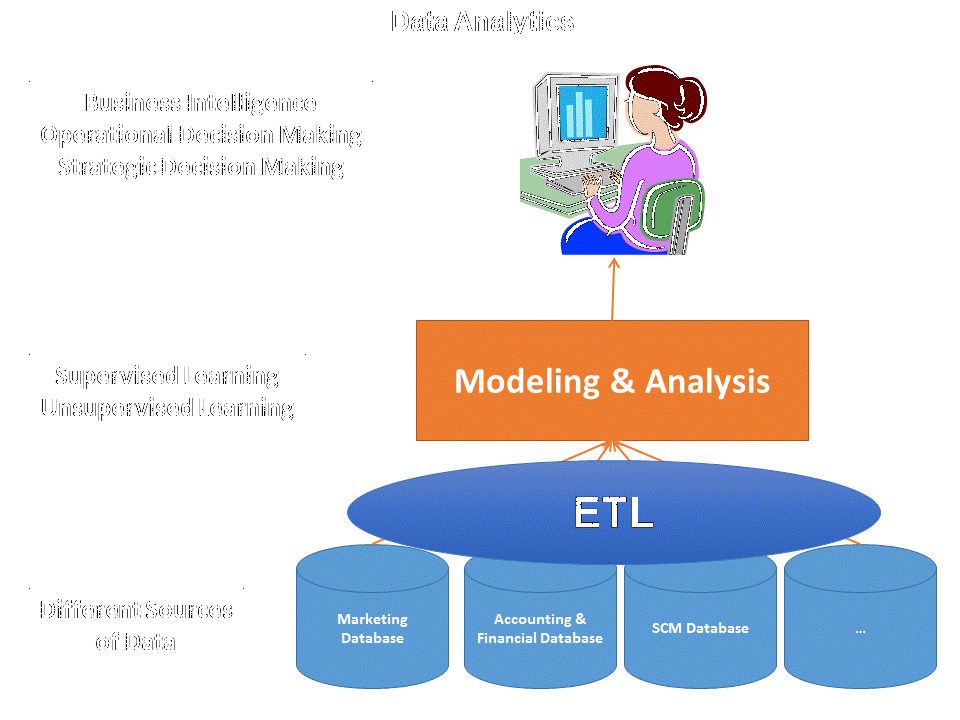 Data Analytics
Business Intelligence
Operational Decision Making
Strategic Decision Making
Supervised Learning
Unsupervised Learning
Modeling & Analysis
ETL
Different Sources
of Data
Marketing
Database
Accounting &
Financial Database
SCM Database
...